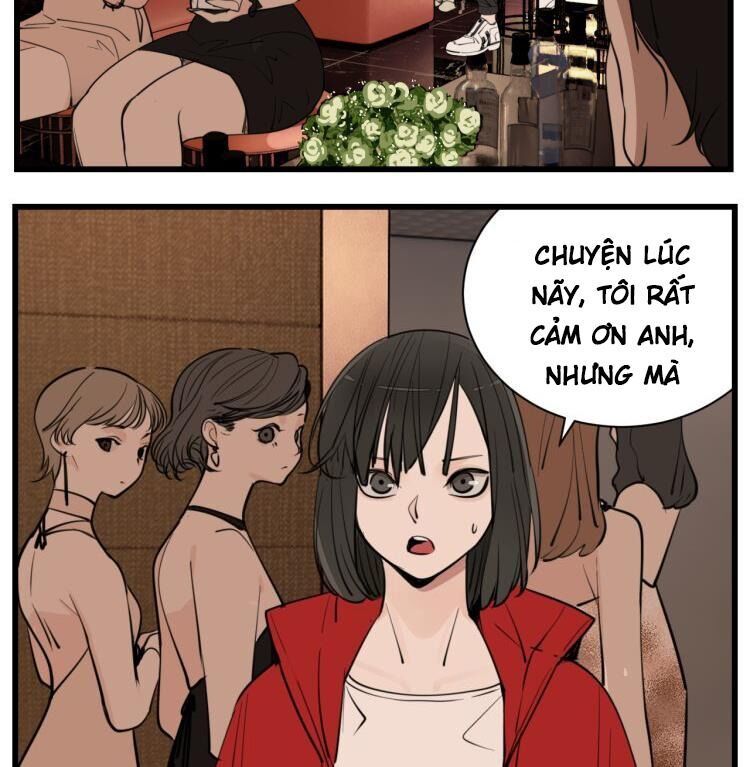 CHUYỆN LÚC
NÃY, TÔI RẤT
CẢM ƠN ANH,
NHƯNG MÀ